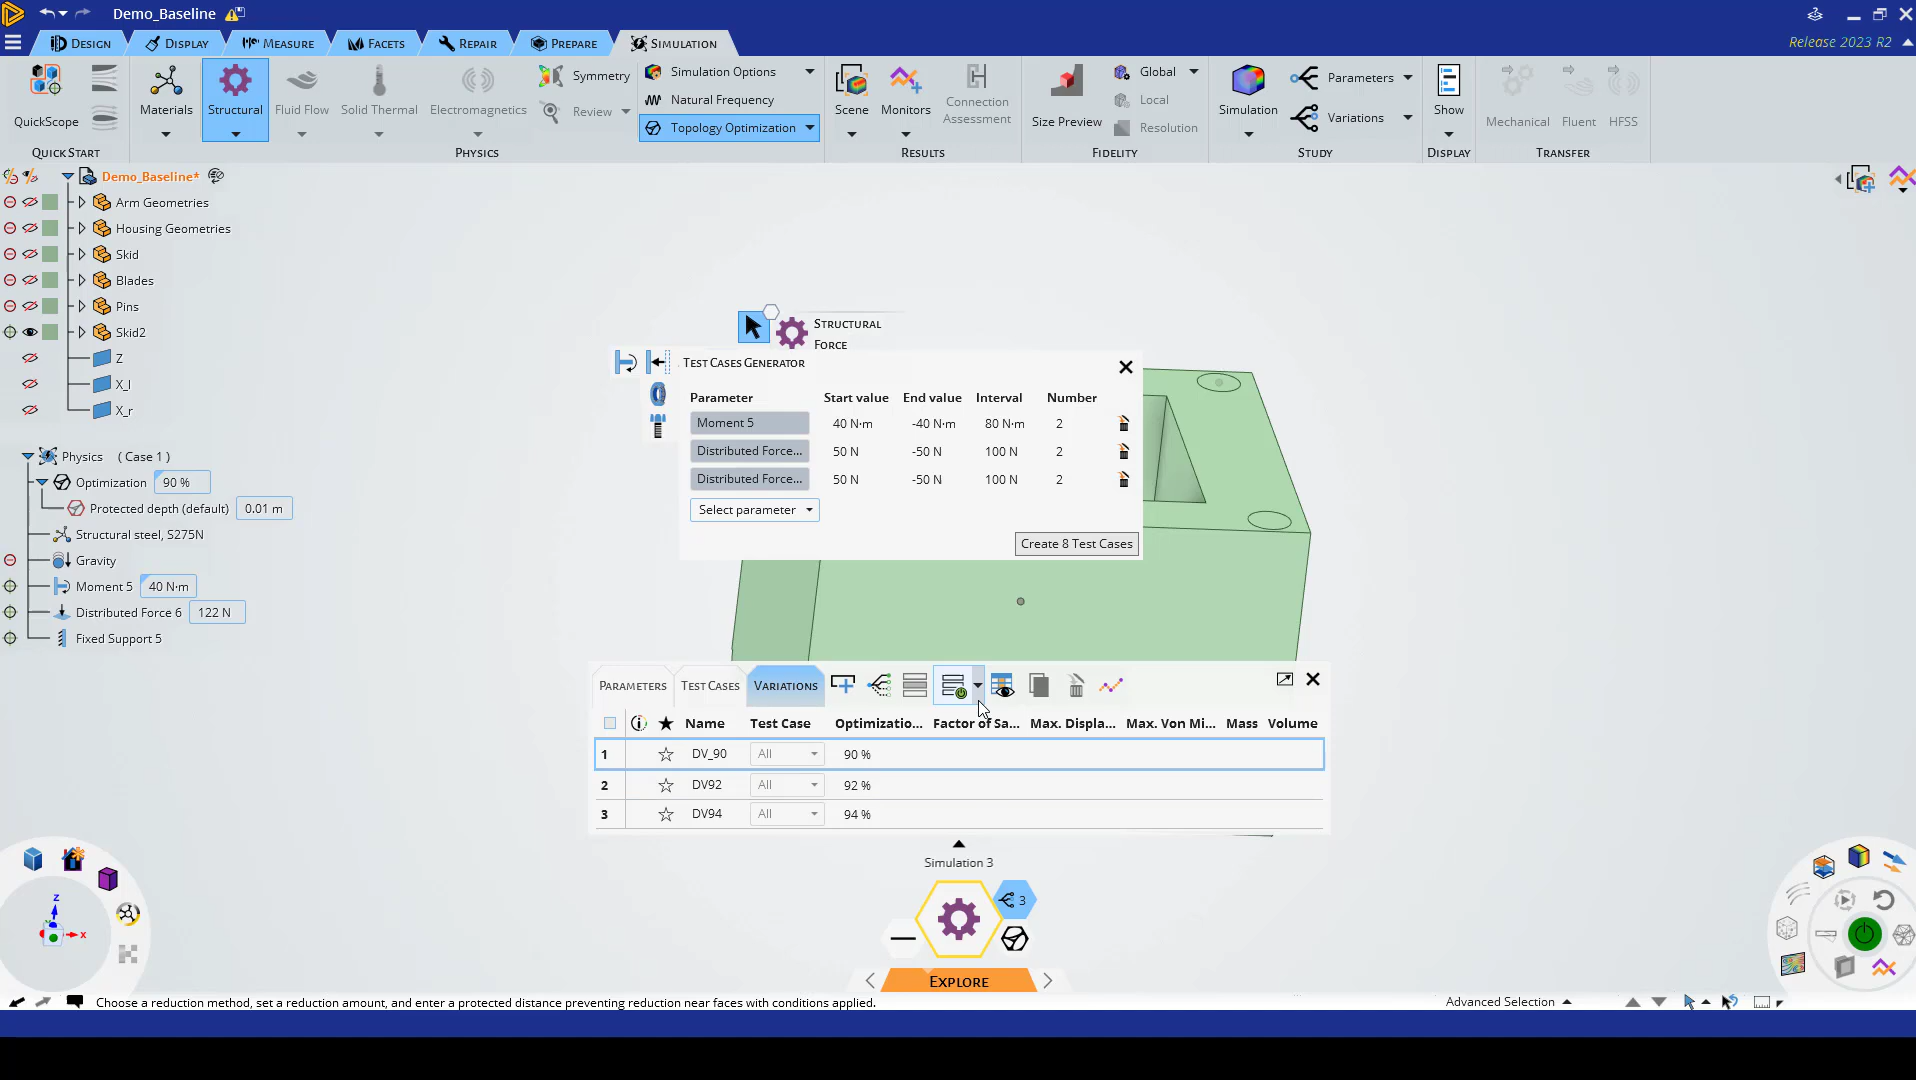 Demo_Baseline
Design
Display
Measure
Facets
Repair
Prepare
Simulation
Release 2023 R2
QuickScope
Quick Start
Materials
Structural
Fluid Flow
Solid Thermal
Electromagnetics
Symmetry
Review
Physics
Simulation Options
Natural Frequency
Topology Optimization
Scene
Monitors
Connection
Assessment
Results
Size Preview
Global
Local
Resolution
Fidelity
Simulation
Parameters
Variations
Study
Show
Display
Mechanical
Fluent
HFSS
Transfer
Demo_Baseline*
Arm Geometries
Housing Geometries
Skid
Blades
Pins
Skid2
Z
X_l
X_r
Physics ( Case 1 )
Optimization 90 %
Protected depth (default) 0.01 m
Structural steel, S275N
Gravity
Moment 5 40 N·m
Distributed Force 6 122 N
Fixed Support 5
Structural
Force
Test Cases Generator
Parameter Start value End value Interval Number
Moment 5 40 N·m -40 N·m 80 N·m 2
Distributed Force... 50 N -50 N 100 N 2
Distributed Force... 50 N -50 N 100 N 2
Select parameter
Create 8 Test Cases
Parameters Test Cases Variations
Name Test Case Optimizatio... Factor of Sa... Max. Displa... Max. Von Mi... Mass Volume
1 DV_90 All 90 %
2 DV92 All 92 %
3 DV94 All 94 %
Simulation 3
3
Explore
z
x
Choose a reduction method, set a reduction amount, and enter a protected distance preventing reduction near faces with conditions applied.
Advanced Selection